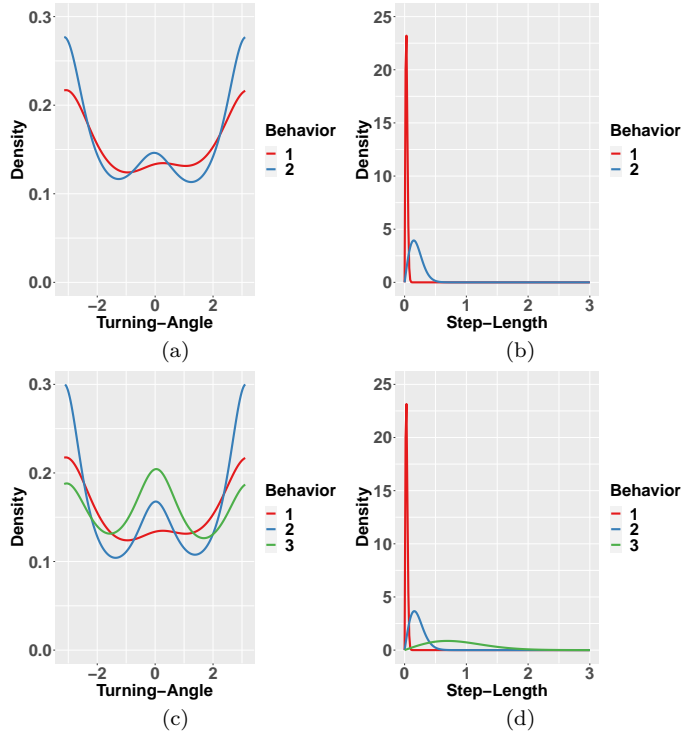 0.3
0.2
0.1
0.0
Density
−2
0
2
Turning−Angle
Behavior
1
2
(a)
25
20
15
10
5
0
Density
0
1
2
3
Step−Length
Behavior
1
2
(b)
0.3
0.2
0.1
0.0
Density
−2
0
2
Turning−Angle
Behavior
1
2
3
(c)
25
20
15
10
5
0
Density
0
1
2
3
Step−Length
Behavior
1
2
3
(d)